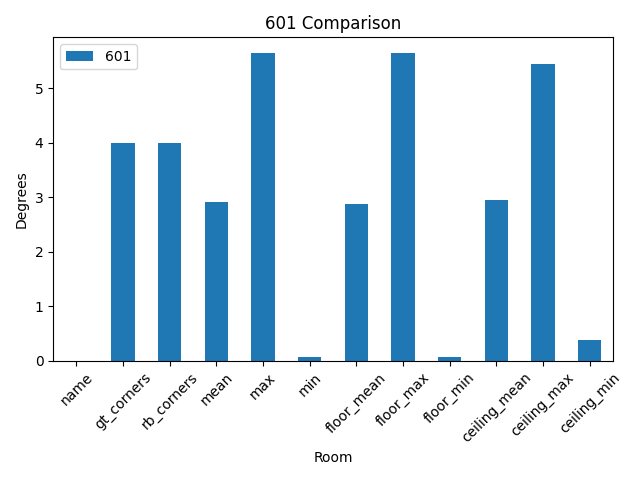 601 Comparison
601
Degrees
5
4
3
2
1
0
name
gt_corners
rb_corners
mean
max
min
floor_mean
floor_max
floor_min
ceiling_mean
ceiling_max
ceiling_min
Room